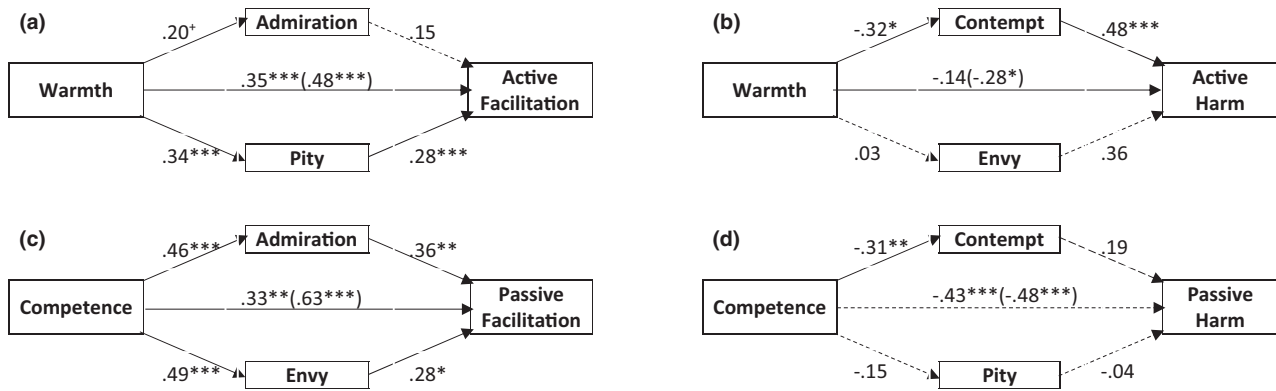 (a)
.20+
Admiration
.15
Warmth
.35***(.48***)
Active
Facilitation
.34***
Pity
.28***
(b)
-.32*
Contempt
.48***
Warmth
-.14(-.28*)
Active
Harm
.03
Envy
.36
(c)
.46***
Admiration
.36**
Competence
.33**(.63***)
Passive
Facilitation
.49***
Envy
.28*
(d)
-.31**
Contempt
.19
Competence
-.43***(-.48***)
Passive
Harm
-.15
Pity
-.04